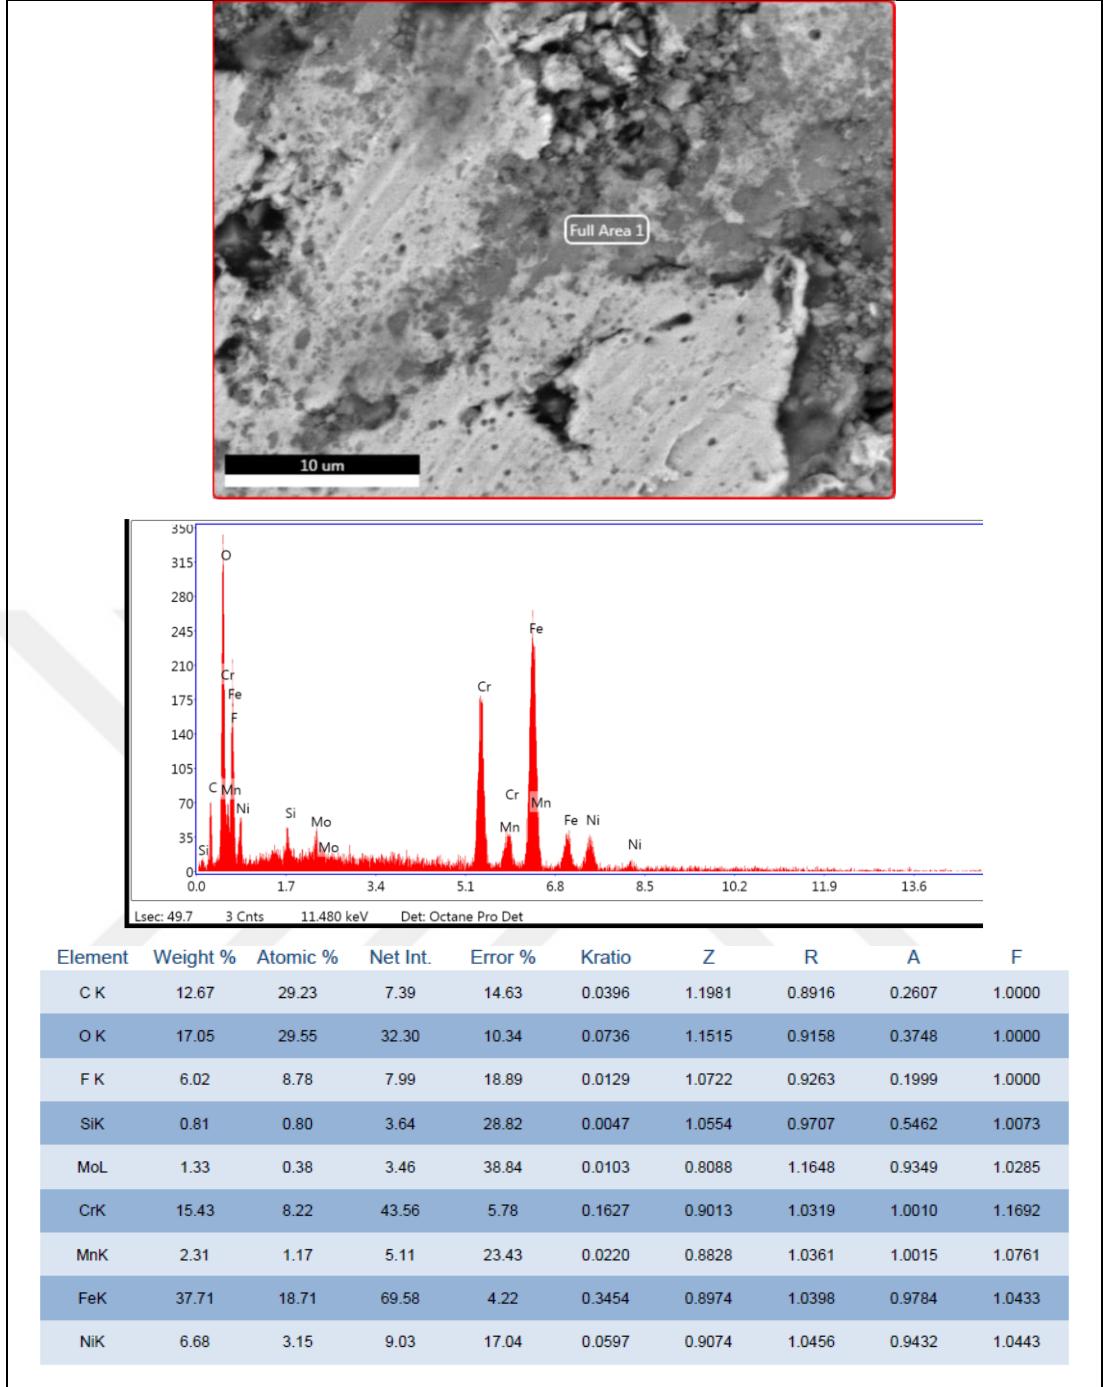 Full Area 1
10 um
350
315
280
245
210
175
140
105
70
35
0
O
Cr
Fe
F
C
Mn
Ni
Si
Si
Mo
Mo
Cr
Cr
Mn
Fe
Mn
Fe
Ni
Ni
0.0 1.7 3.4 5.1 6.8 8.5 10.2 11.9 13.6
Lsec: 49.7 3 Cnts 11.480 keV Det: Octane Pro Det
Element Weight % Atomic % Net Int. Error % Kratio Z R A F
C K 12.67 29.23 7.39 14.63 0.0396 1.1981 0.8916 0.2607 1.0000
O K 17.05 29.55 32.30 10.34 0.0736 1.1515 0.9158 0.3748 1.0000
F K 6.02 8.78 7.99 18.89 0.0129 1.0722 0.9263 0.1999 1.0000
SiK 0.81 0.80 3.64 28.82 0.0047 1.0554 0.9707 0.5462 1.0073
MoL 1.33 0.38 3.46 38.84 0.0103 0.8088 1.1648 0.9349 1.0285
CrK 15.43 8.22 43.56 5.78 0.1627 0.9013 1.0319 1.0010 1.1692
MnK 2.31 1.17 5.11 23.43 0.0220 0.8828 1.0361 1.0015 1.0761
FeK 37.71 18.71 69.58 4.22 0.3454 0.8974 1.0398 0.9784 1.0433
NiK 6.68 3.15 9.03 17.04 0.0597 0.9074 1.0456 0.9432 1.0443